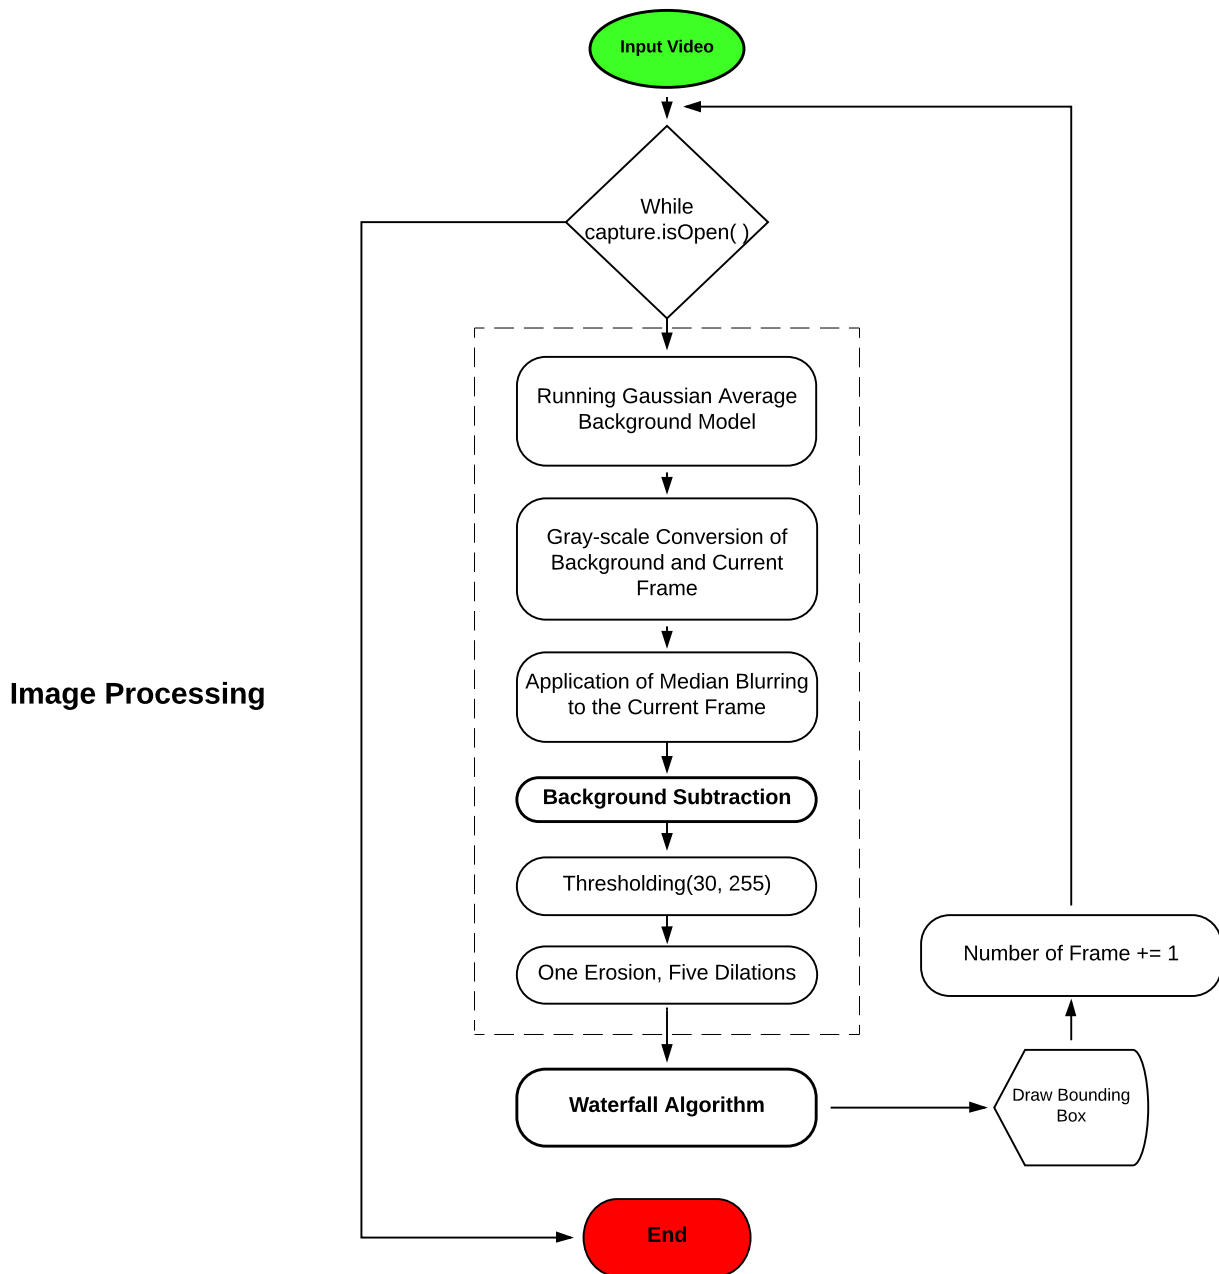 Input Video
While
capture.isOpen( )
Running Gaussian Average
Background Model
Gray-scale Conversion of
Background and Current
Frame
Image Processing
Application of Median Blurring
to the Current Frame
Background Subtraction
Thresholding(30, 255)
One Erosion, Five Dilations
Number of Frame += 1
Waterfall Algorithm
Draw Bounding
Box
End